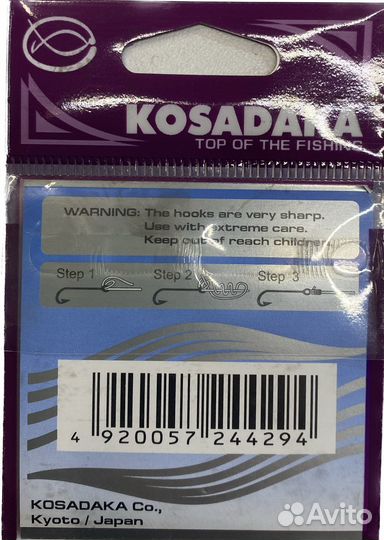 KOSADAKA
TOP OF THE FISHING
WARNING: The hooks are very sharp.
Use with extreme care.
Keep out of reach children.
Step 1 Step 2 Step 3
4 920057 244294
KOSADAKA Co.,
Kyoto / Japan
Avito